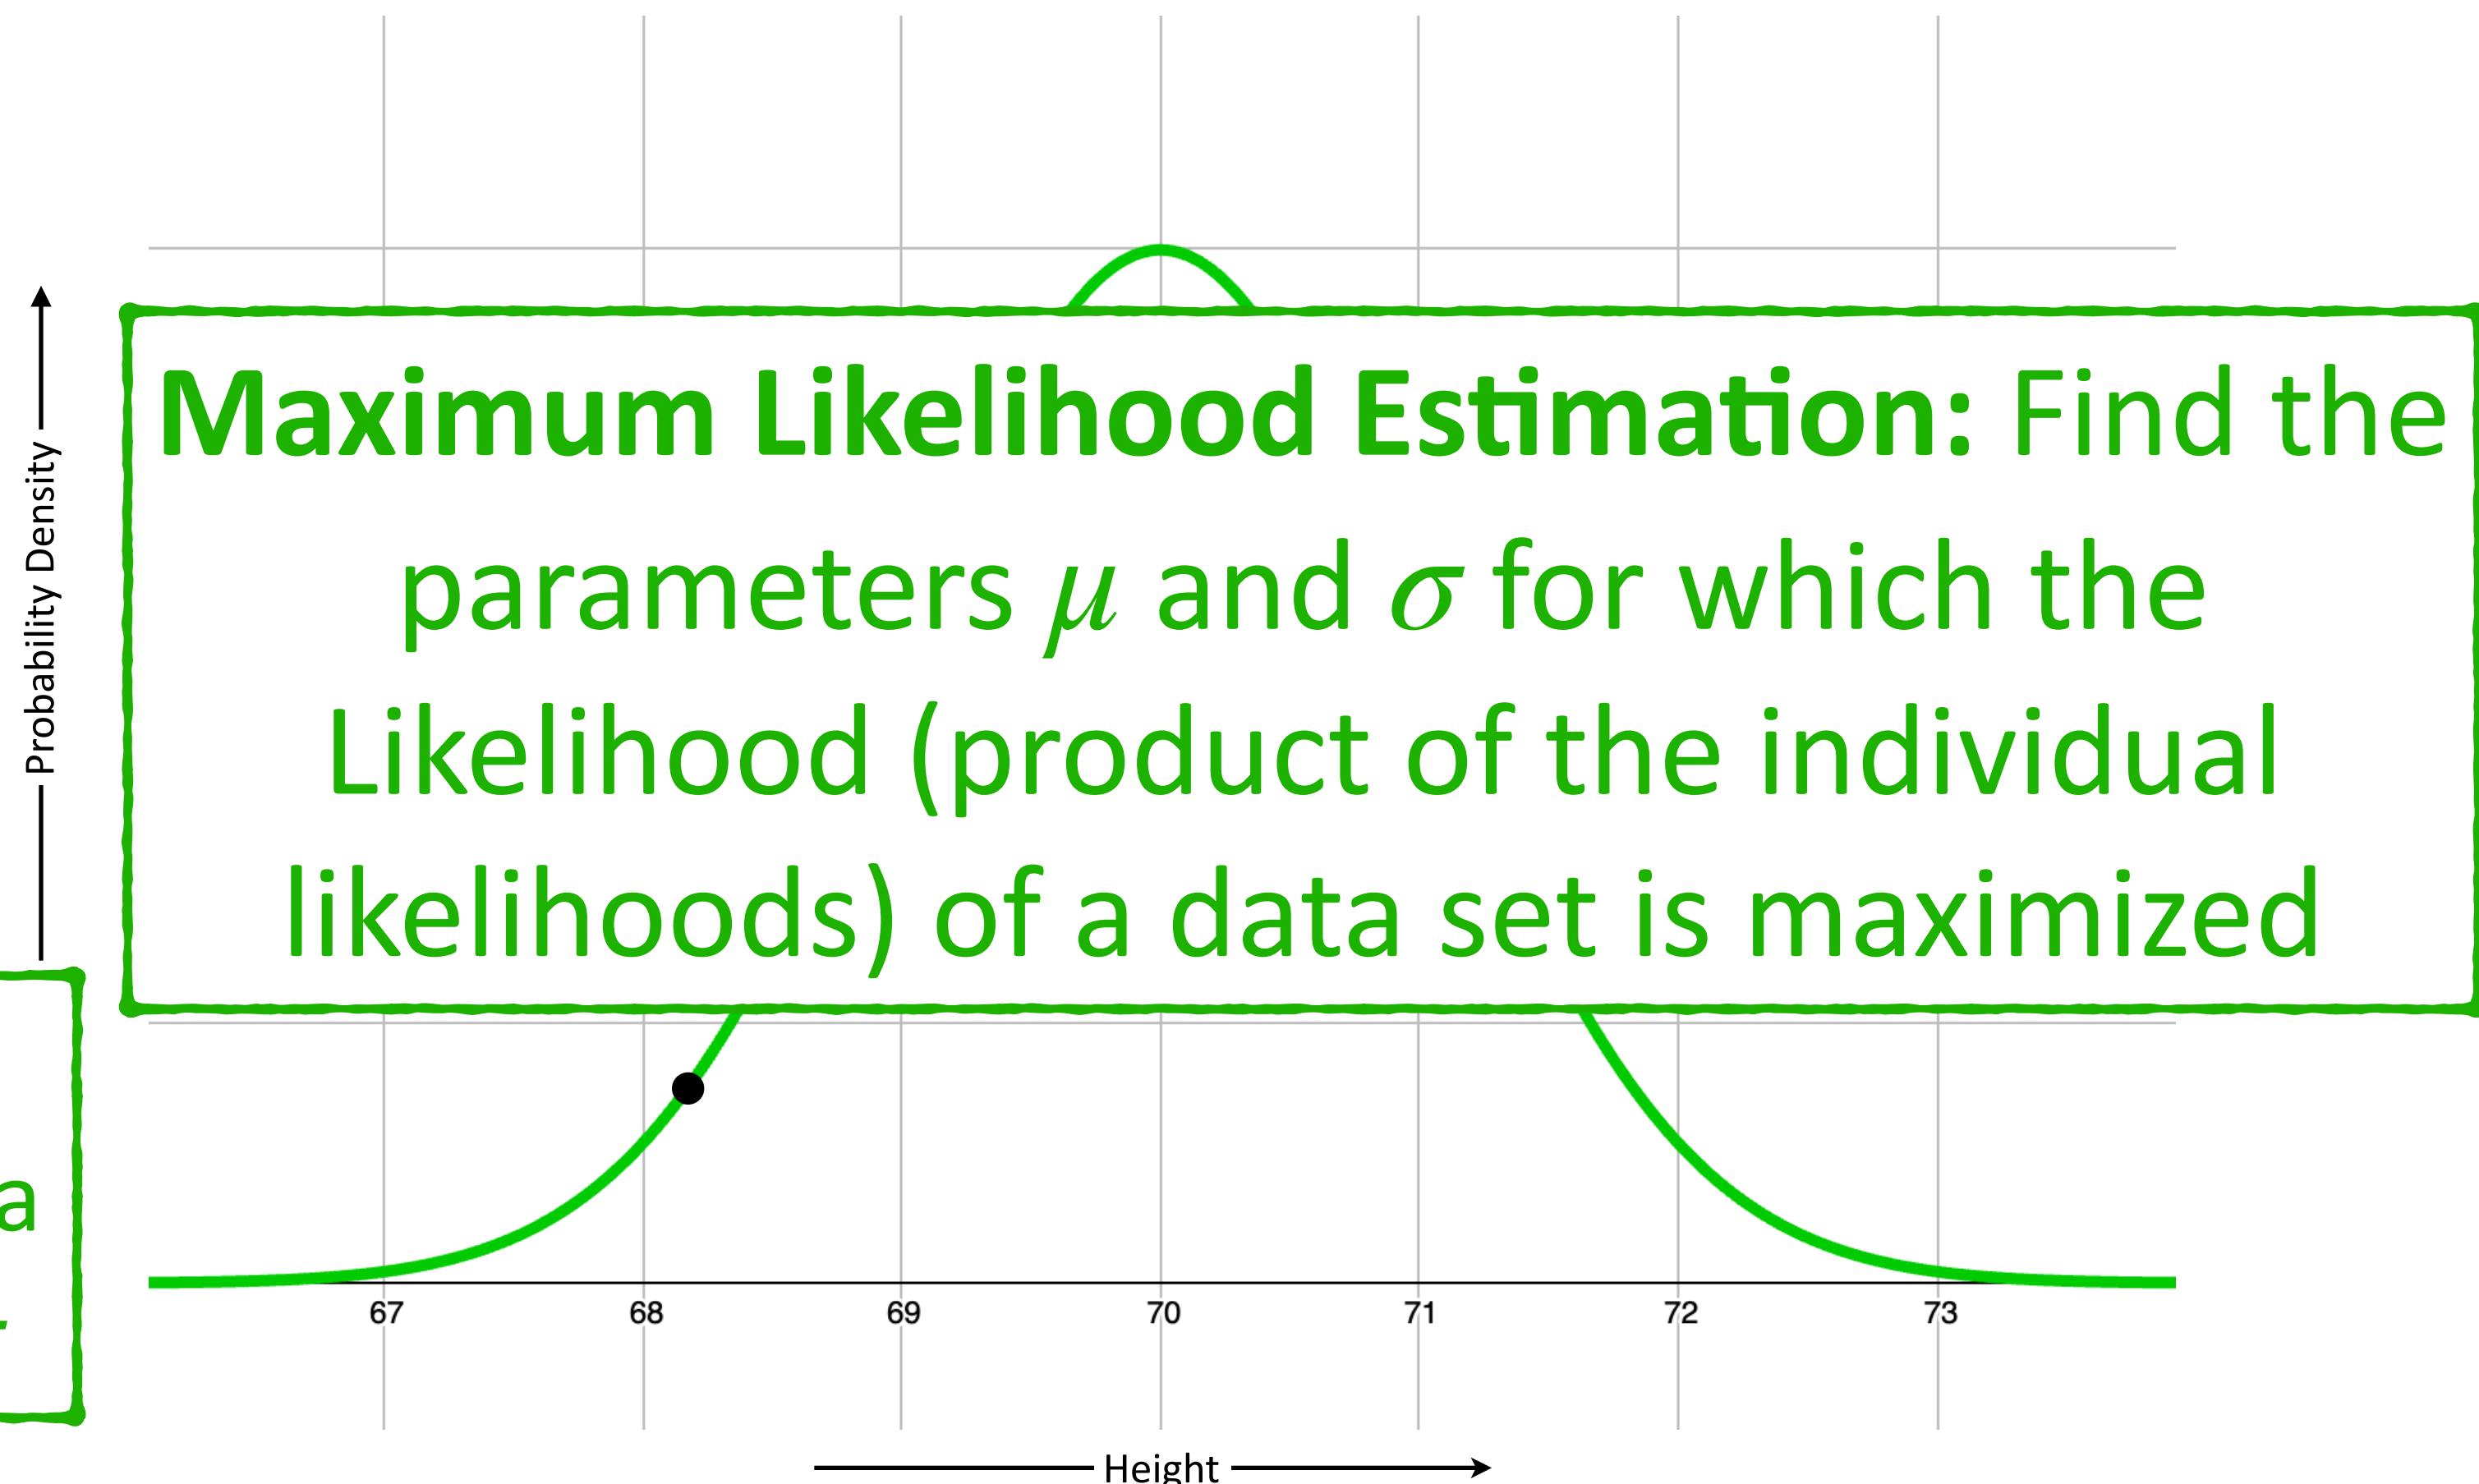 Probability Density
Maximum Likelihood Estimation: Find the
parameters μ and σ for which the
Likelihood (product of the individual
likelihoods) of a data set is maximized
a
67 68 69 70 71 72 73
Height